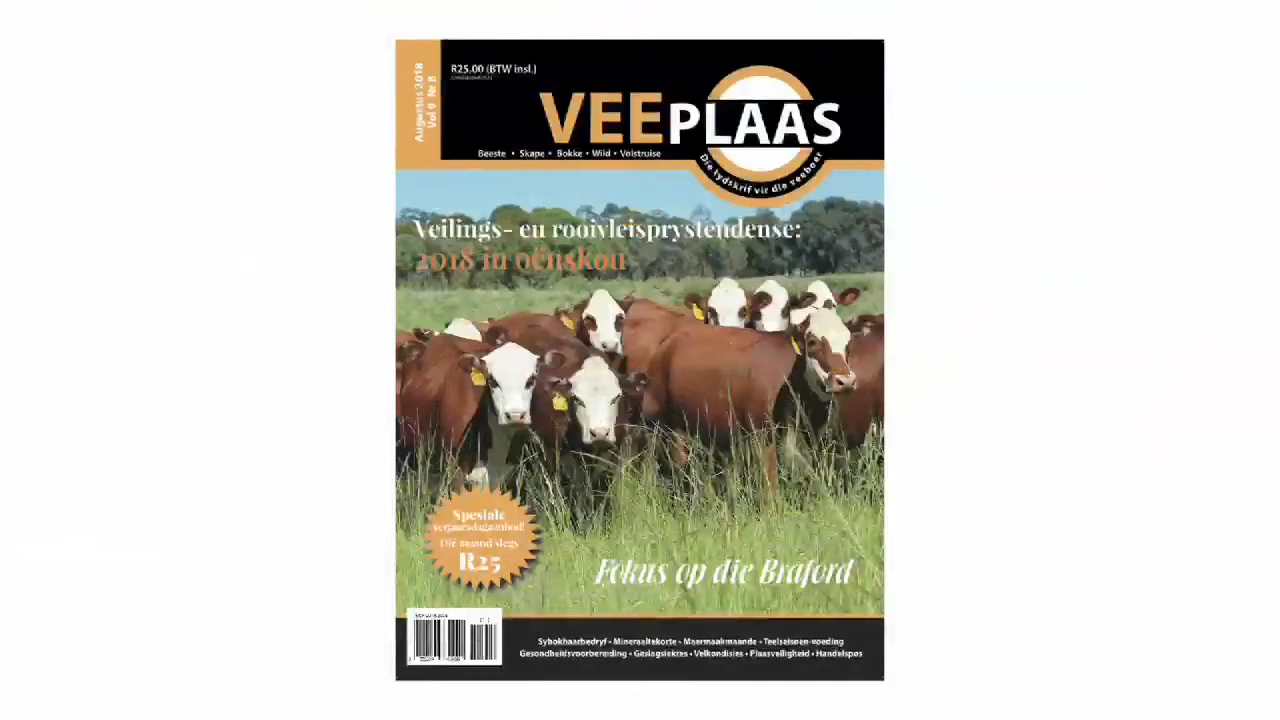 Augustus 2018
Vol 9 Nr 8
R25.00 (BTW insl.)
VEEPLAAS
Beeste • Skape • Bokke • Wild • Volstruise
Die tydskrif vir die veeboer
Veilings- en rooivleisprystendense:
2018 in oënskou
Spesiale
verjaarsdagaanbod!
Dié maand slegs
R25
Fokus op die Braford
Sybokhaarbedryf • Mineraaltekorte • Maermaakmaande • Teelseisoen-voeding
Gesondheidsvoorbereiding • Geslagsiektes • Velkondisies • Plaasveiligheid • Handelspos